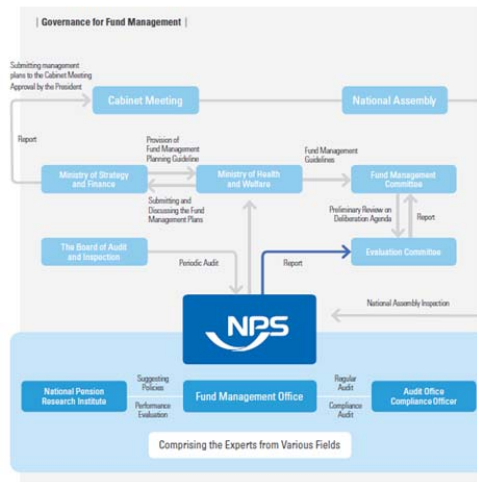 | Governance for Fund Management |
Submitting management
plans to the Cabinet Meeting
Approval by the President
Cabinet Meeting
National Assembly
Report
Provision of
Fund Management
Planning Guideline
Fund Management
Guidelines
Ministry of Strategy
and Finance
Ministry of Health
and Welfare
Fund Management
Committee
Submitting and
Discussing the Fund
Management Plans
Preliminary Review on
Deliberation Agenda
Report
The Board of Audit
and Inspection
Evaluation Committee
Periodic Audit
Report
National Assembly Inspection
NPS
National Pension
Research Institute
Suggesting
Policies
Performance
Evaluation
Fund Management Office
Regular
Audit
Compliance
Audit
Audit Office
Compliance Officer
Comprising the Experts from Various Fields